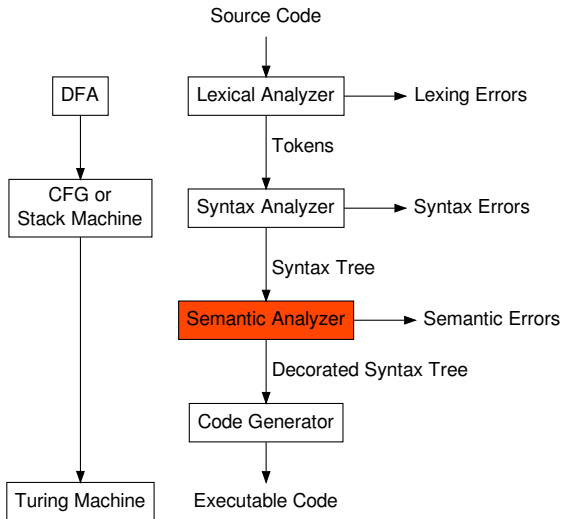 Source Code
DFA
Lexical Analyzer
Lexing Errors
Tokens
CFG or
Stack Machine
Syntax Analyzer
Syntax Errors
Syntax Tree
Semantic Analyzer
Semantic Errors
Decorated Syntax Tree
Code Generator
Turing Machine
Executable Code